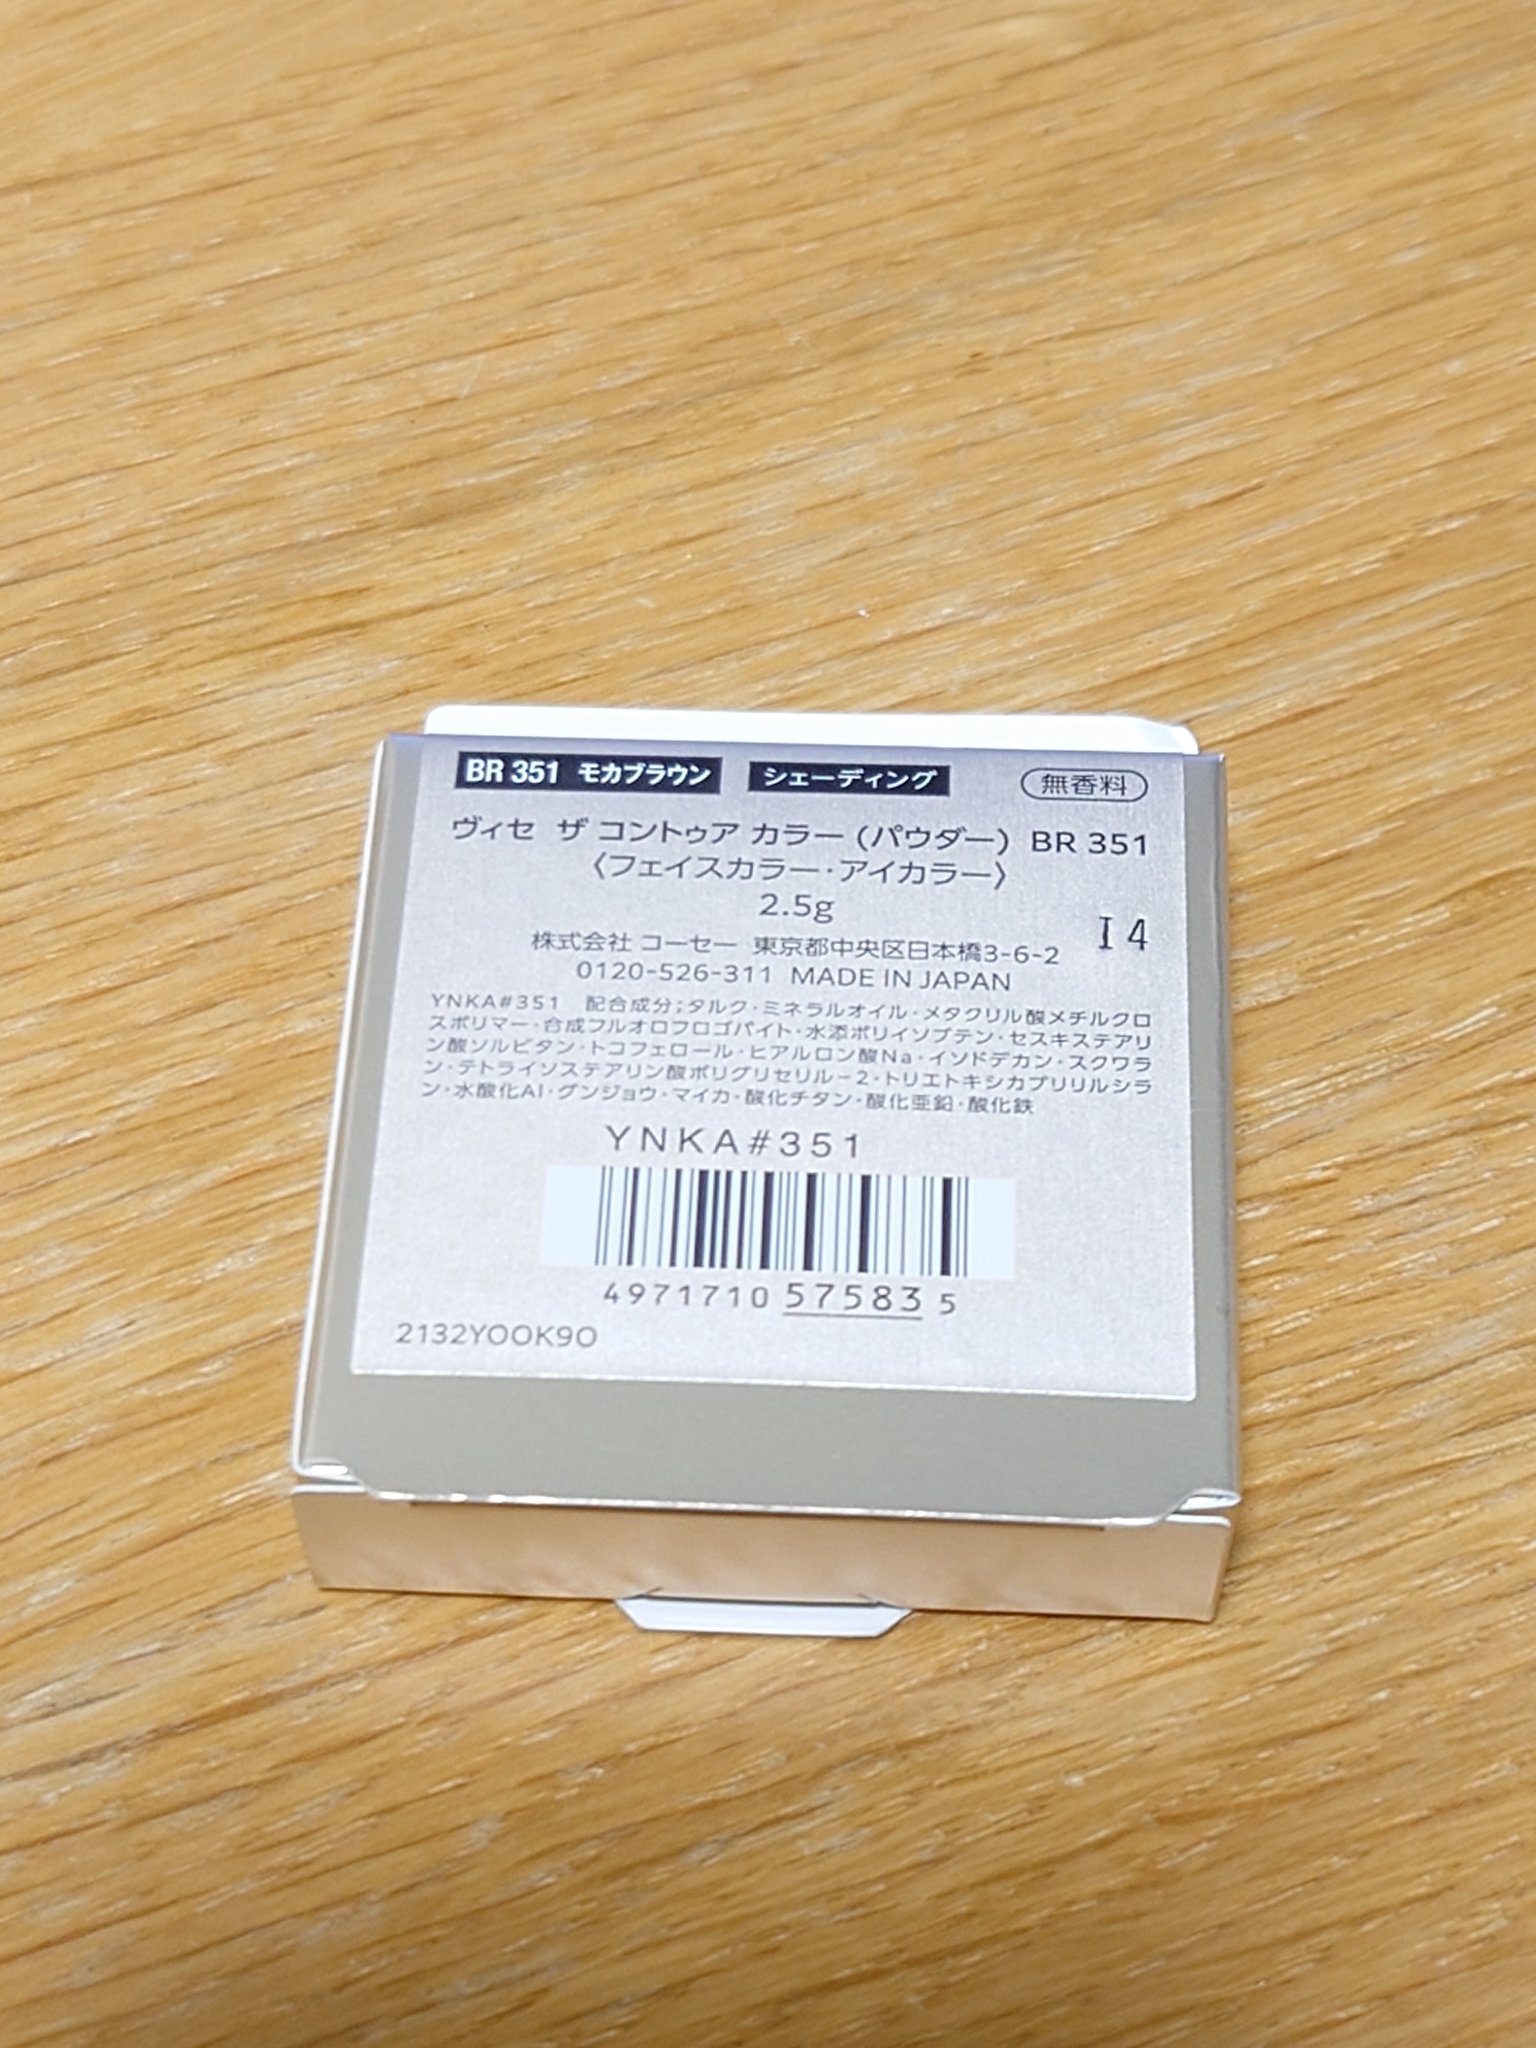 BR 351 モカブラウン シェーディング 無香料
ヴィセ ザ コントゥア カラー (パウダー) BR 351
〈フェイスカラー・アイカラー〉
2.5g
I4
株式会社 コーセー 東京都中央区日本橋3-6-2
0120-526-311 MADE IN JAPAN
YNKA#351 配合成分;タルク・ミネラルオイル・メタクリル酸メチルクロ
スポリマー・合成フルオロフロゴパイト・水添ポリイソブテン・セスキステアリ
ン酸ソルビタン・トコフェロール・ヒアルロン酸Na・イソドデカン・スクワラ
ン・テトライソステアリン酸ポリグリセリル-2・トリエトキシカプリリルシラ
ン・水酸化Al・グンジョウ・マイカ・酸化チタン・酸化亜鉛・酸化鉄
YNKA#351
4971710 57583 5
2132YOOK9O